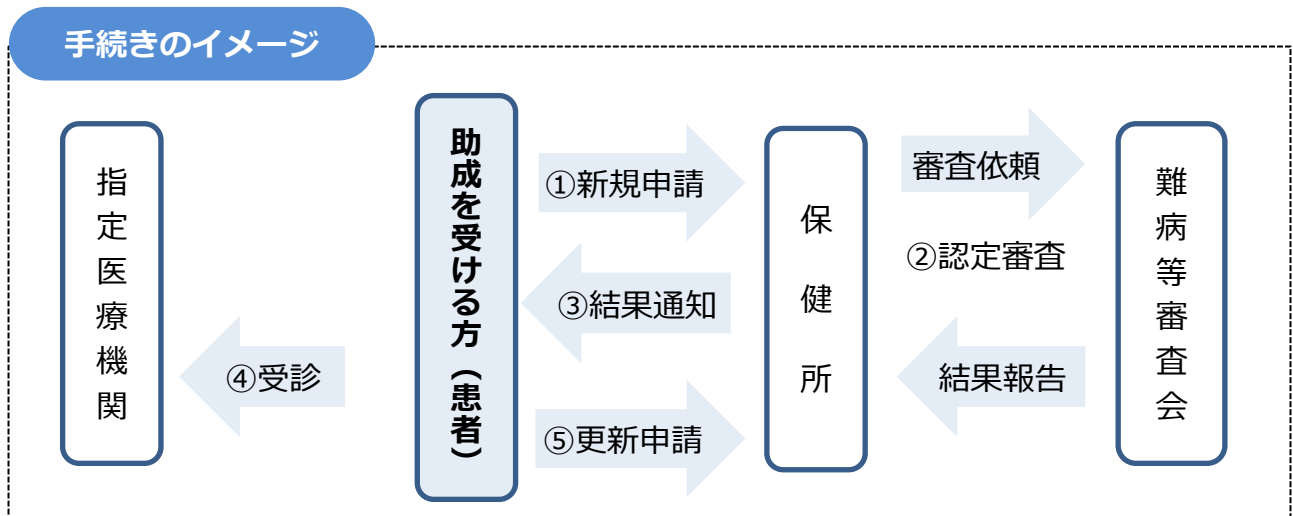 手続きのイメージ
指定医療機関
助成を受ける方（患者）
①新規申請
③結果通知
④受診
⑤更新申請
保健所
審査依頼
②認定審査
結果報告
難病等審査会